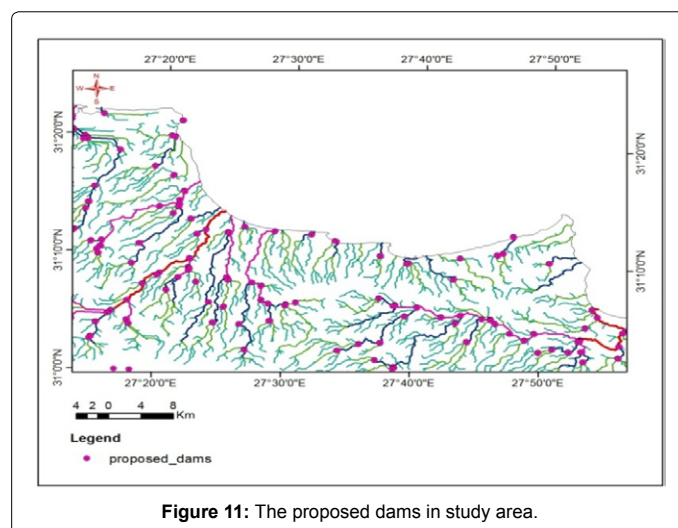 27°20'0"E 27°30'0"E 27°40'0"E 27°50'0"E
N
W E
S
31°20'0"N
31°20'0"N
31°10'0"N
31°10'0"N
31°0'0"N
27°20'0"E 27°30'0"E 27°40'0"E 27°50'0"E
4 2 0 4 8
Km
Legend
proposed_dams
Figure 11: The proposed dams in study area.